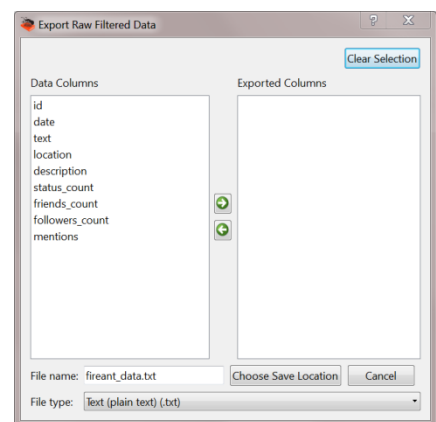 Export Raw Filtered Data
Clear Selection
Data Columns
Exported Columns
id
date
text
location
description
status_count
friends_count
followers_count
mentions
File name: fireant_data.txt Choose Save Location Cancel
File type: Text (plain text) (.txt)